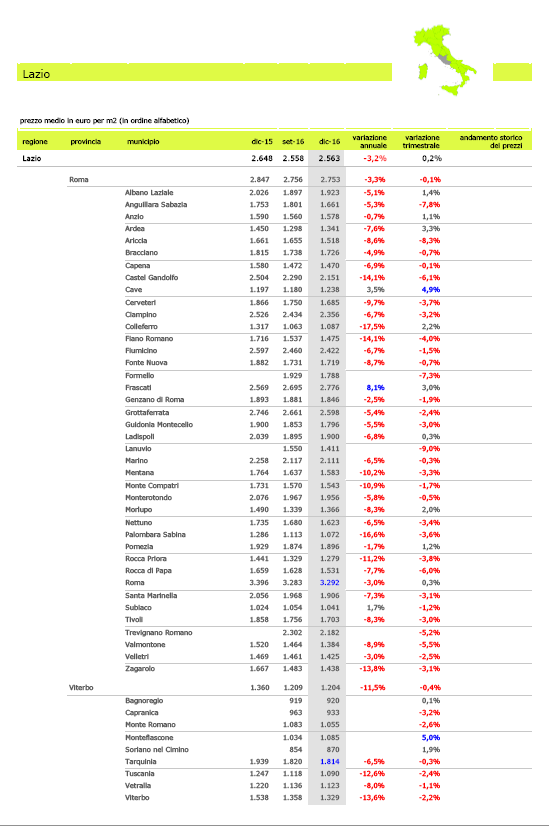 Lazio
prezzo medio in euro per m2 (in ordine alfabetico)
regione provincia municipio dic-15 set-16 dic-16 variazione annuale variazione trimestrale andamento storico dei prezzi
Lazio 2.648 2.558 2.563 -3,2% 0,2%
Roma 2.847 2.756 2.753 -3,3% -0,1%
Albano Laziale 2.026 1.897 1.923 -5,1% 1,4%
Anguillara Sabazia 1.753 1.801 1.661 -5,3% -7,8%
Anzio 1.590 1.560 1.578 -0,7% 1,1%
Ardea 1.450 1.298 1.341 -7,6% 3,3%
Ariccia 1.661 1.655 1.518 -8,6% -8,3%
Bracciano 1.815 1.738 1.726 -4,9% -0,7%
Capena 1.580 1.472 1.470 -6,9% -0,1%
Castel Gandolfo 2.504 2.290 2.151 -14,1% -6,1%
Cave 1.197 1.180 1.238 3,5% 4,9%
Cerveteri 1.866 1.750 1.685 -9,7% -3,7%
Ciampino 2.526 2.434 2.356 -6,7% -3,2%
Colleferro 1.317 1.063 1.087 -17,5% 2,2%
Fiano Romano 1.716 1.537 1.475 -14,1% -4,0%
Fiumicino 2.597 2.460 2.422 -6,7% -1,5%
Fonte Nuova 1.882 1.731 1.719 -8,7% -0,7%
Formello 1.929 1.788 -7,3%
Frascati 2.569 2.695 2.776 8,1% 3,0%
Genzano di Roma 1.893 1.881 1.846 -2,5% -1,9%
Grottaferrata 2.746 2.661 2.598 -5,4% -2,4%
Guidonia Montecelio 1.900 1.853 1.796 -5,5% -3,0%
Ladispoli 2.039 1.895 1.900 -6,8% 0,3%
Lanuvio 1.550 1.411 -9,0%
Marino 2.258 2.117 2.111 -6,5% -0,3%
Mentana 1.764 1.637 1.583 -10,2% -3,3%
Monte Compatri 1.731 1.570 1.543 -10,9% -1,7%
Monterotondo 2.076 1.967 1.956 -5,8% -0,5%
Morlupo 1.490 1.339 1.366 -8,3% 2,0%
Nettuno 1.735 1.680 1.623 -6,5% -3,4%
Palombara Sabina 1.286 1.113 1.072 -16,6% -3,6%
Pomezia 1.929 1.874 1.896 -1,7% 1,2%
Rocca Priora 1.441 1.329 1.279 -11,2% -3,8%
Rocca di Papa 1.659 1.628 1.531 -7,7% -6,0%
Roma 3.396 3.283 3.292 -3,0% 0,3%
Santa Marinella 2.056 1.968 1.906 -7,3% -3,1%
Subiaco 1.024 1.054 1.041 1,7% -1,2%
Tivoli 1.858 1.756 1.703 -8,3% -3,0%
Trevignano Romano 2.302 2.182 -5,2%
Valmontone 1.520 1.464 1.384 -8,9% -5,5%
Velletri 1.469 1.461 1.425 -3,0% -2,5%
Zagarolo 1.667 1.483 1.438 -13,8% -3,1%
Viterbo 1.360 1.209 1.204 -11,5% -0,4%
Bagnoregio 919 920 0,1%
Capranica 963 933 -3,2%
Monte Romano 1.083 1.055 -2,6%
Montefiascone 1.034 1.085 5,0%
Soriano nel Cimino 854 870 1,9%
Tarquinia 1.939 1.820 1.814 -6,5% -0,3%
Tuscania 1.247 1.118 1.090 -12,6% -2,4%
Vetralla 1.220 1.136 1.123 -8,0% -1,1%
Viterbo 1.538 1.358 1.329 -13,6% -2,2%